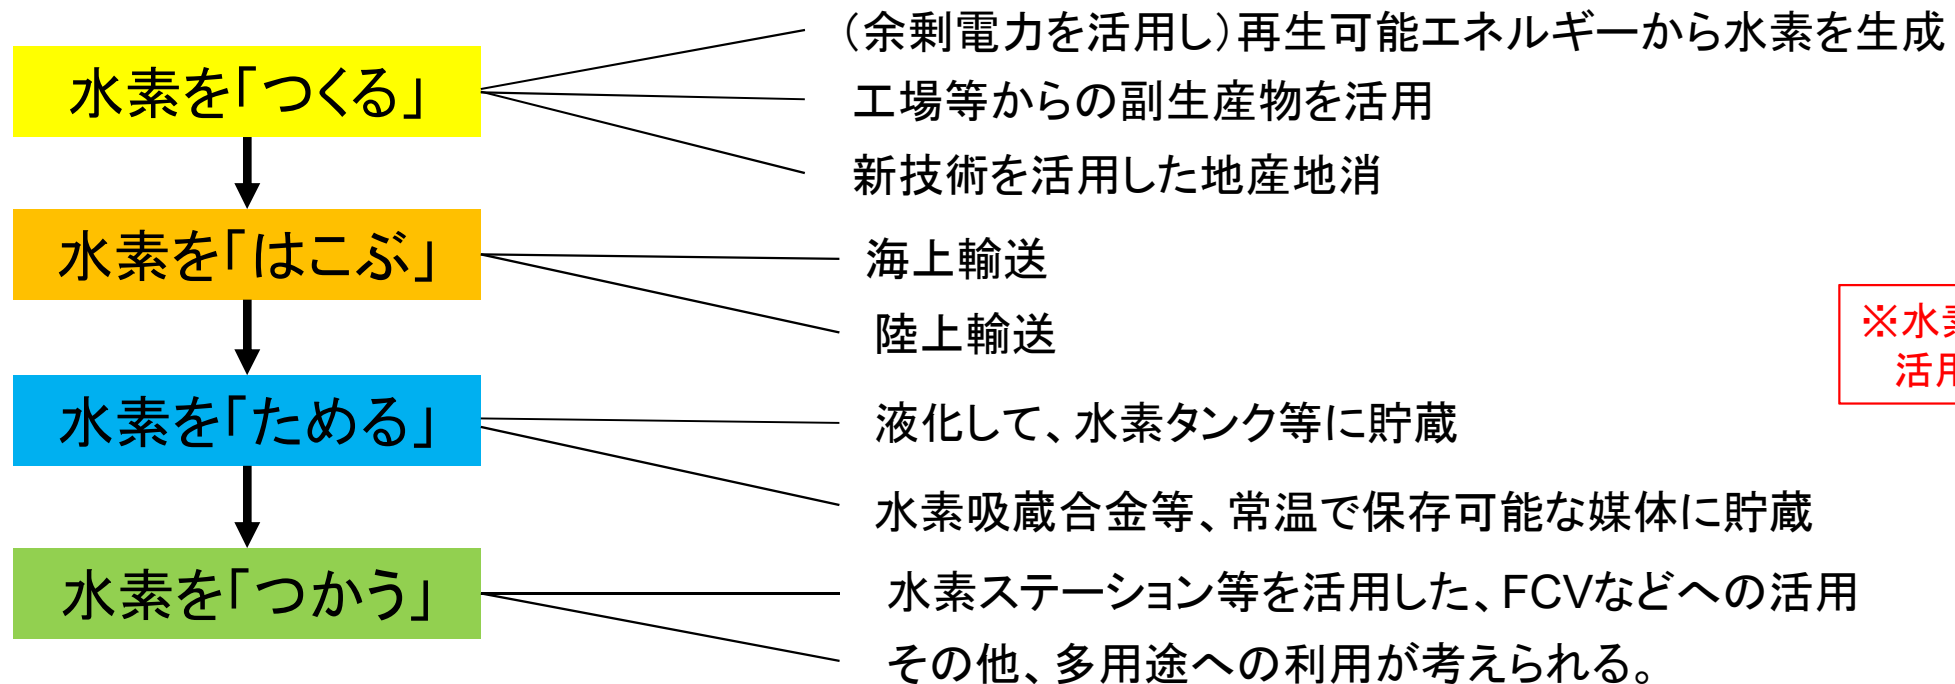 水素を「つくる」
(余剰電力を活用し)再生可能エネルギーから水素を生成
工場等からの副生産物を活用
新技術を活用した地産地消
水素を「はこぶ」
海上輸送
陸上輸送
※水
活
水素を「ためる」
液化して、水素タンク等に貯蔵
水素吸蔵合金等、常温で保存可能な媒体に貯蔵
水素を「つかう」
水素ステーション等を活用した、FCVなどへの活用
その他、多用途への利用が考えられる。